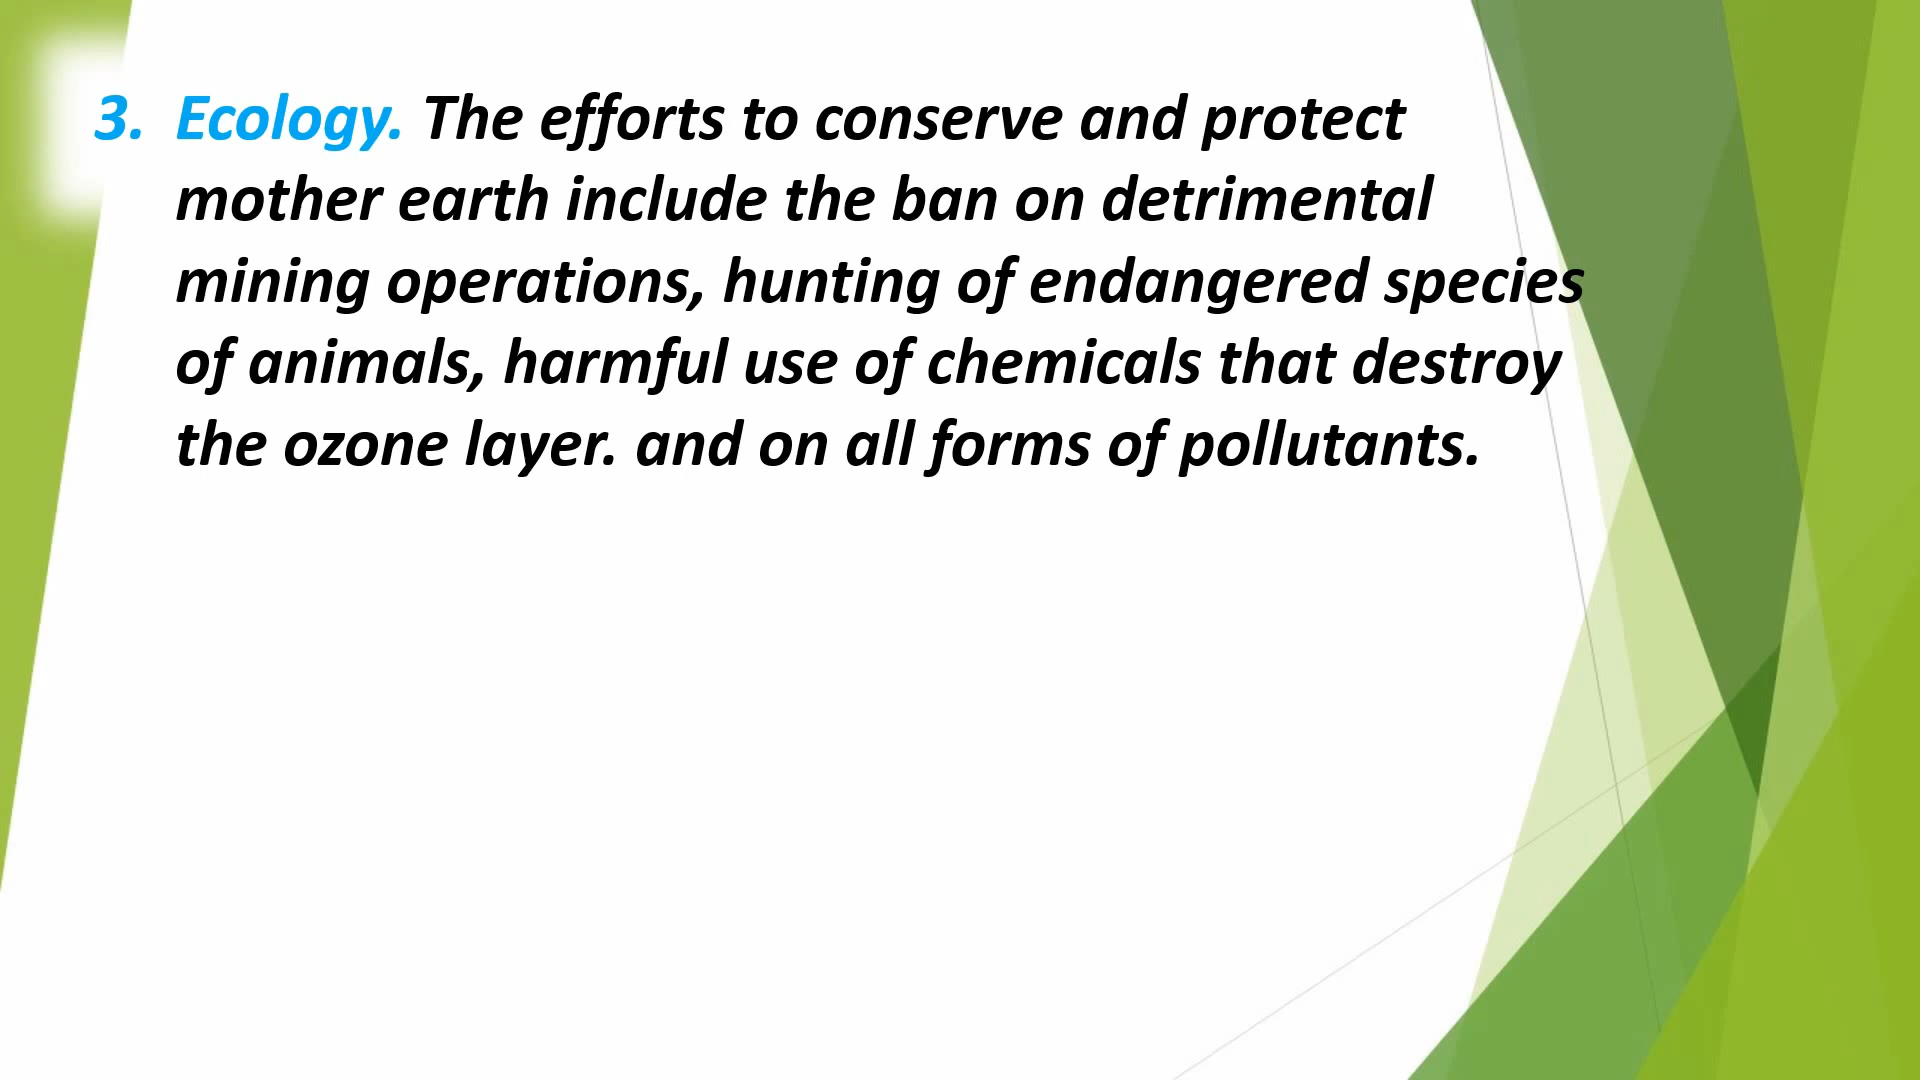 3. Ecology. The efforts to conserve and protect
mother earth include the ban on detrimental
mining operations, hunting of endangered species
of animals, harmful use of chemicals that destroy
the ozone layer. and on all forms of pollutants.